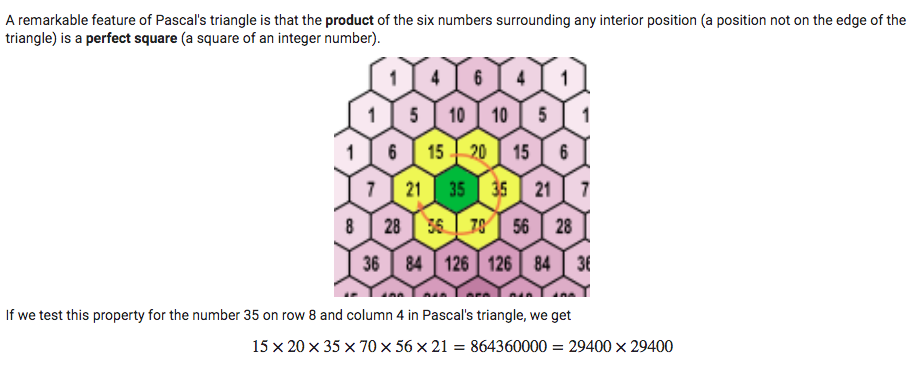 A remarkable feature of Pascal's triangle is that the product of the six numbers surrounding any interior position (a position not on the edge of the
triangle) is a perfect square (a square of an integer number).
1 4 6 4 1
1 5 10 10 5 1
1 6 15 20 15 6
7 21 35 35 21 7
8 28 56 70 56 28
36 84 126 126 84 36
If we test this property for the number 35 on row 8 and column 4 in Pascal's triangle, we get
15 × 20 × 35 × 70 × 56 × 21 = 864360000 = 29400 × 29400